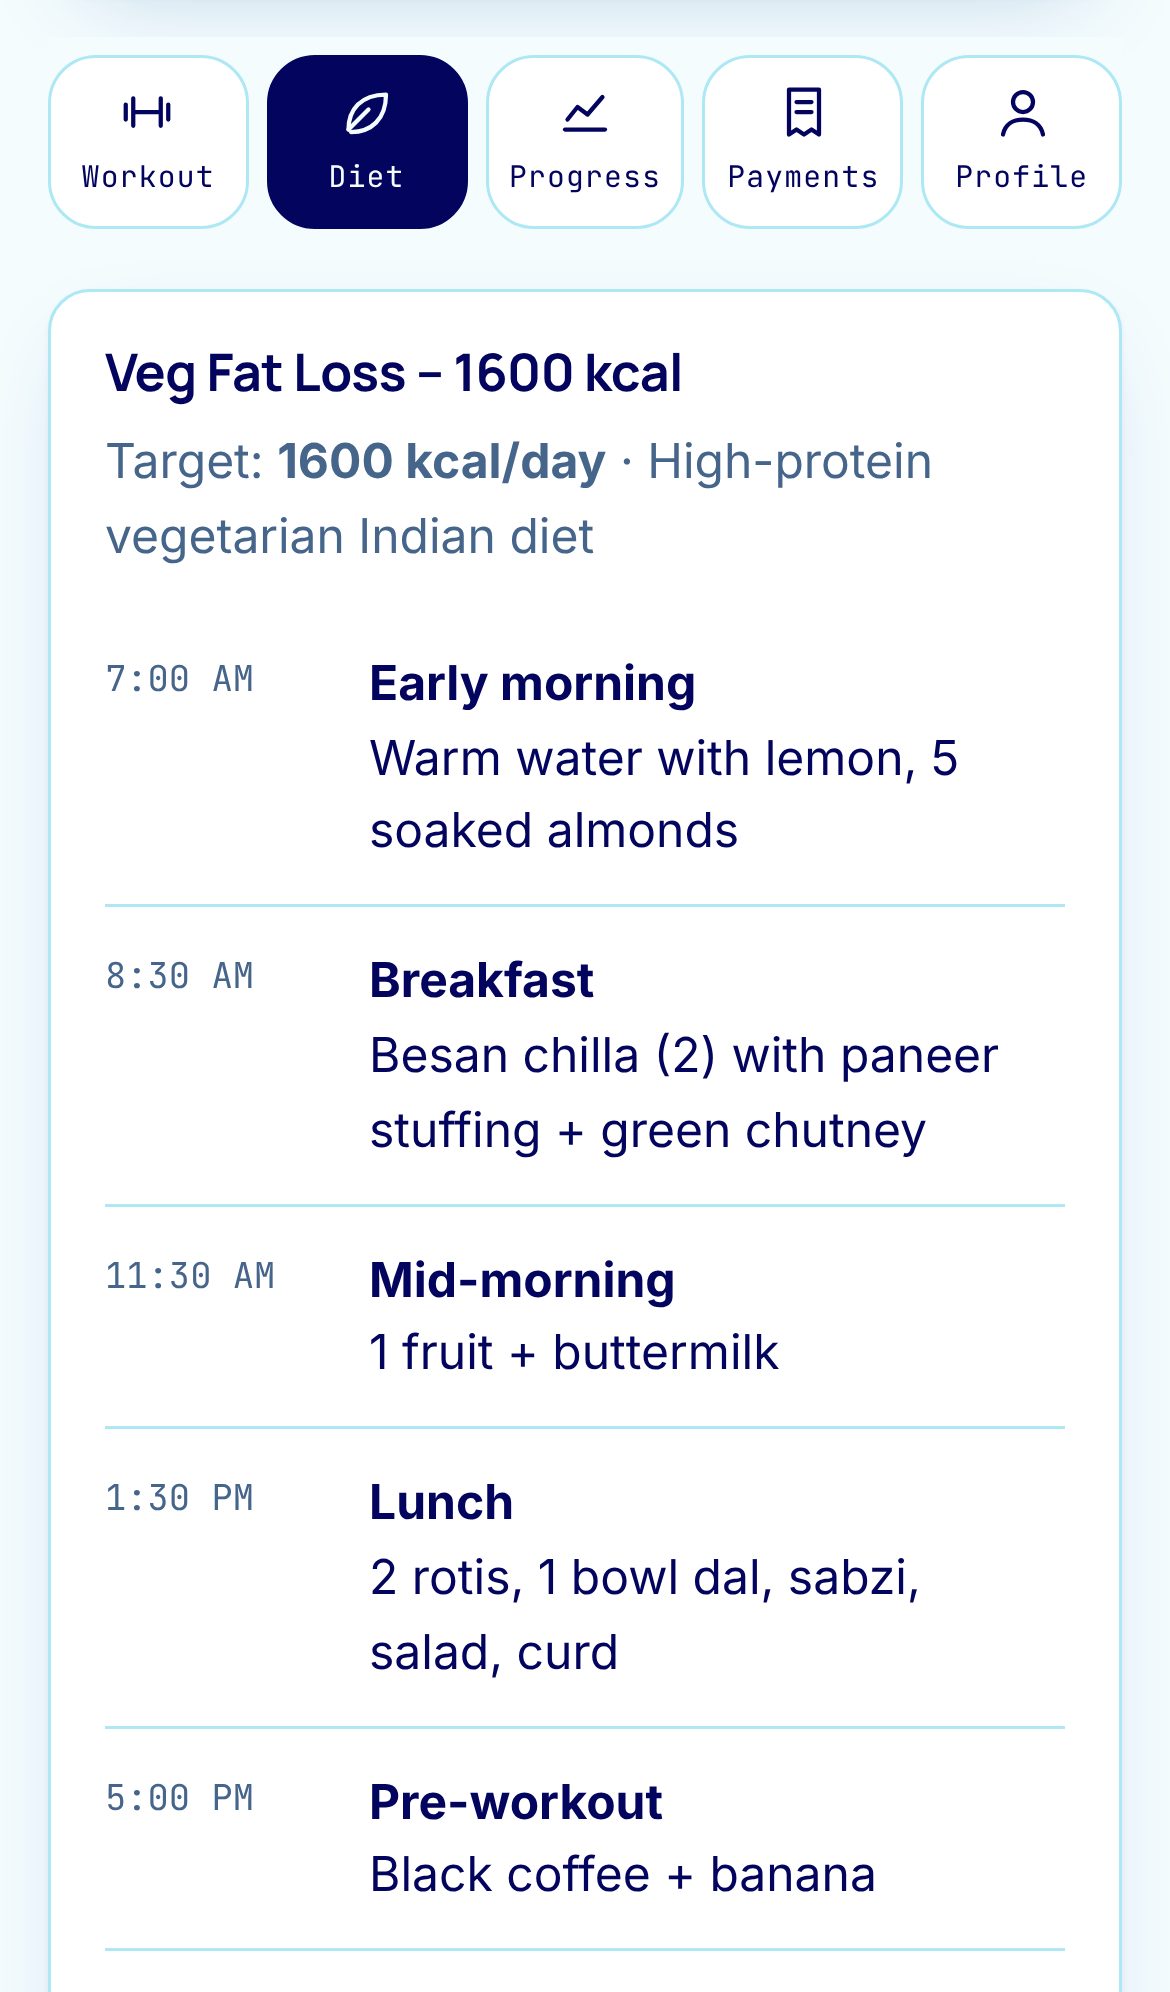 Workout
Diet
Progress
Payments
Profile
Veg Fat Loss – 1600 kcal
Target: 1600 kcal/day · High-protein
vegetarian Indian diet
7:00 AM
Early morning
Warm water with lemon, 5
soaked almonds
8:30 AM
Breakfast
Besan chilla (2) with paneer
stuffing + green chutney
11:30 AM
Mid-morning
1 fruit + buttermilk
1:30 PM
Lunch
2 rotis, 1 bowl dal, sabzi,
salad, curd
5:00 PM
Pre-workout
Black coffee + banana